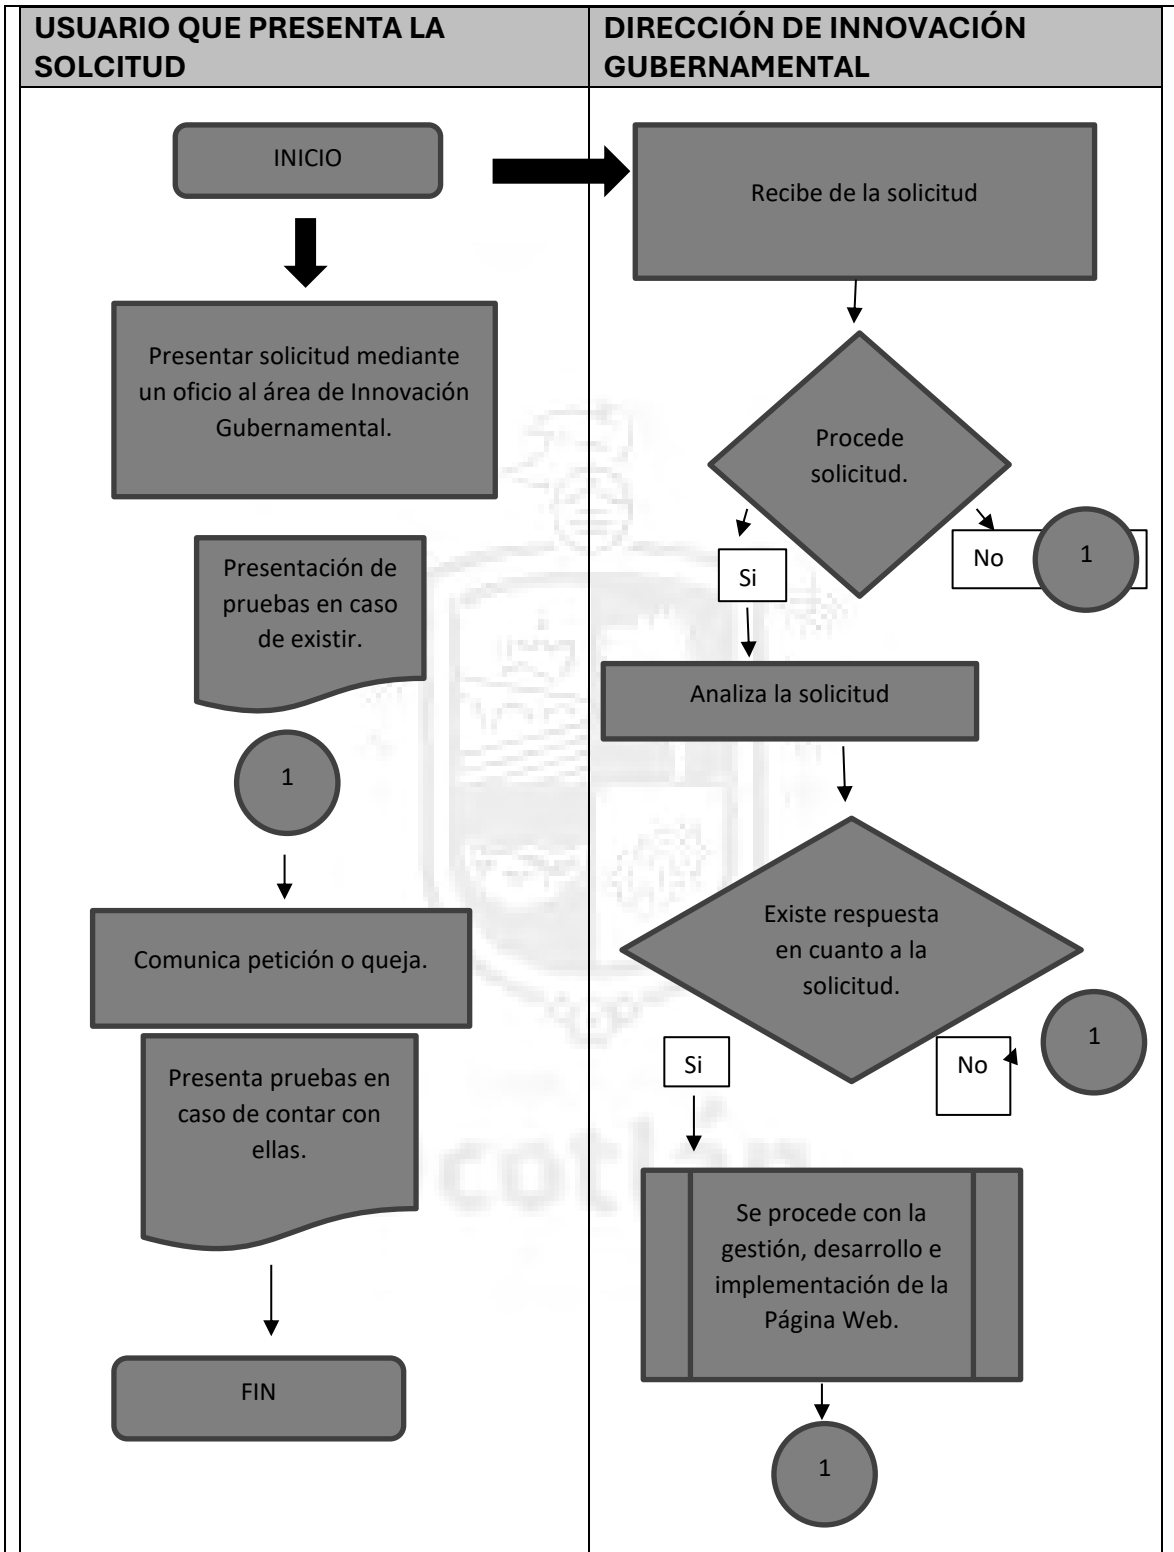 USUARIO QUE PRESENTA LA
SOLCITUD
INICIO
Presentar solicitud mediante
un oficio al área de Innovación
Gubernamental.
Presentación de
pruebas en caso
de existir.
1
Comunica petición o queja.
Presenta pruebas en
caso de contar con
ellas.
FIN
DIRECCIÓN DE INNOVACIÓN
GUBERNAMENTAL
Recibe de la solicitud
Procede
solicitud.
Si
No
1
Analiza la solicitud
Existe respuesta
en cuanto a la
solicitud.
Si
No
1
Se procede con la
gestión, desarrollo e
implementación de la
Página Web.
1